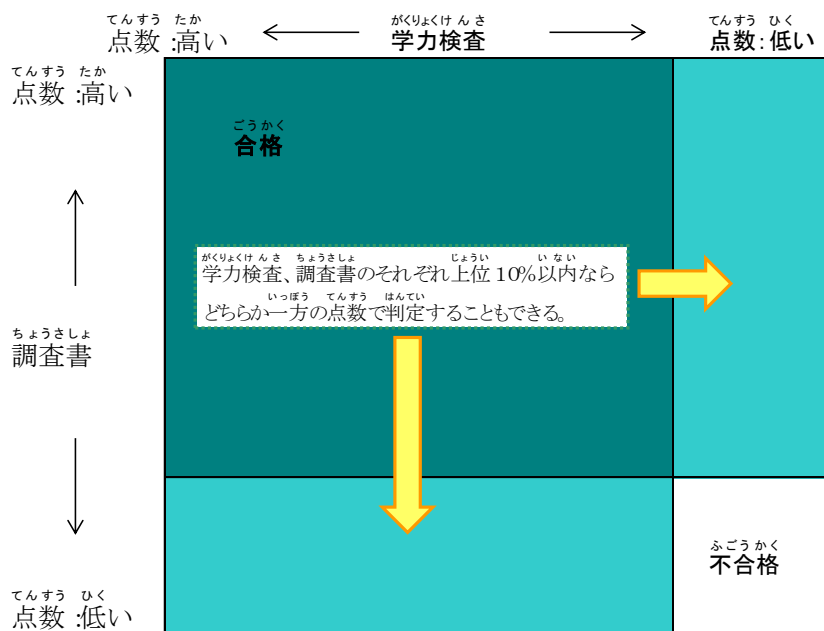 てんすう たか
点数:高い
がくりょくけんさ
学力検査
てんすう ひく
点数:低い
てんすう たか
点数:高い
ごうかく
合格
がくりょくけんさ ちょうさしょ じょうい いない
学力検査、調査書のそれぞれ上位10%以内なら
いっぽう てんすう はんてい
どちらか一方の点数で判定することもできる。
ちょうさしょ
調査書
ふごうかく
不合格
てんすう ひく
点数:低い